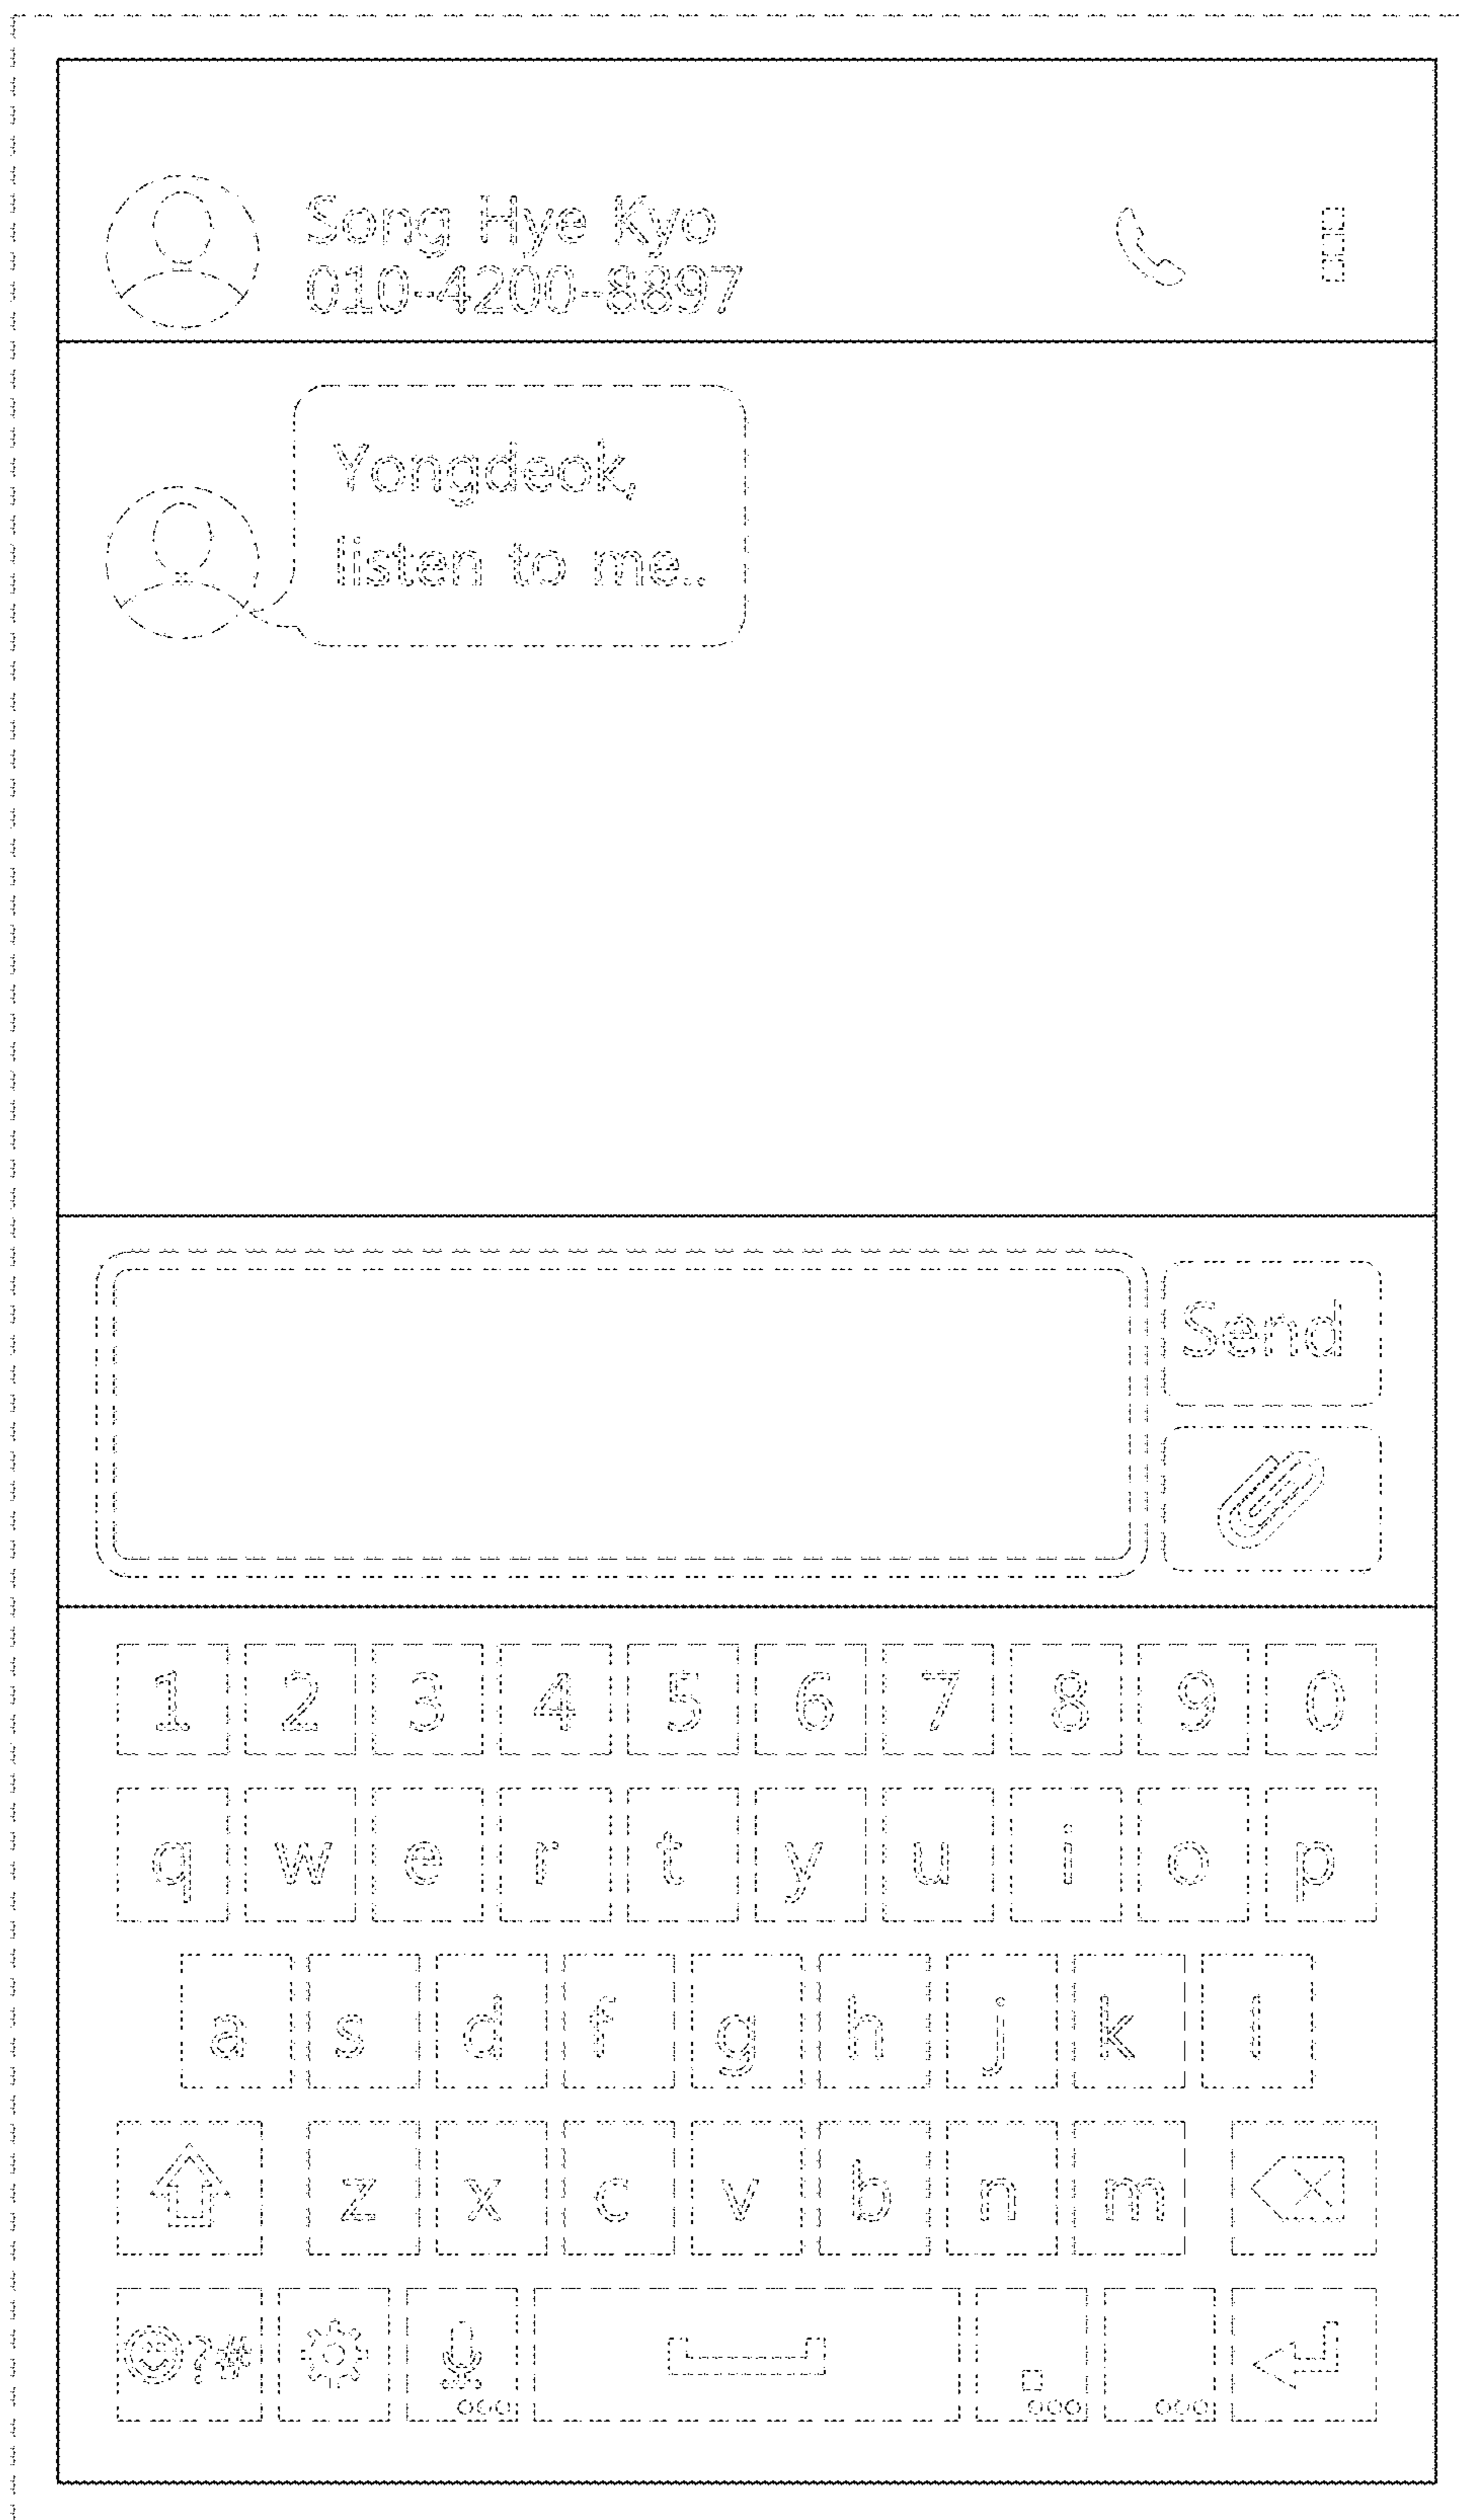 Song Hye Kyo
010-4200-8897
Yongdeok,
listen to me..
Send
1 2 3 4 5 6 7 8 9 0
q w e r t y u i o p
a s d f g h j k l
z x c v b n m
?#
.